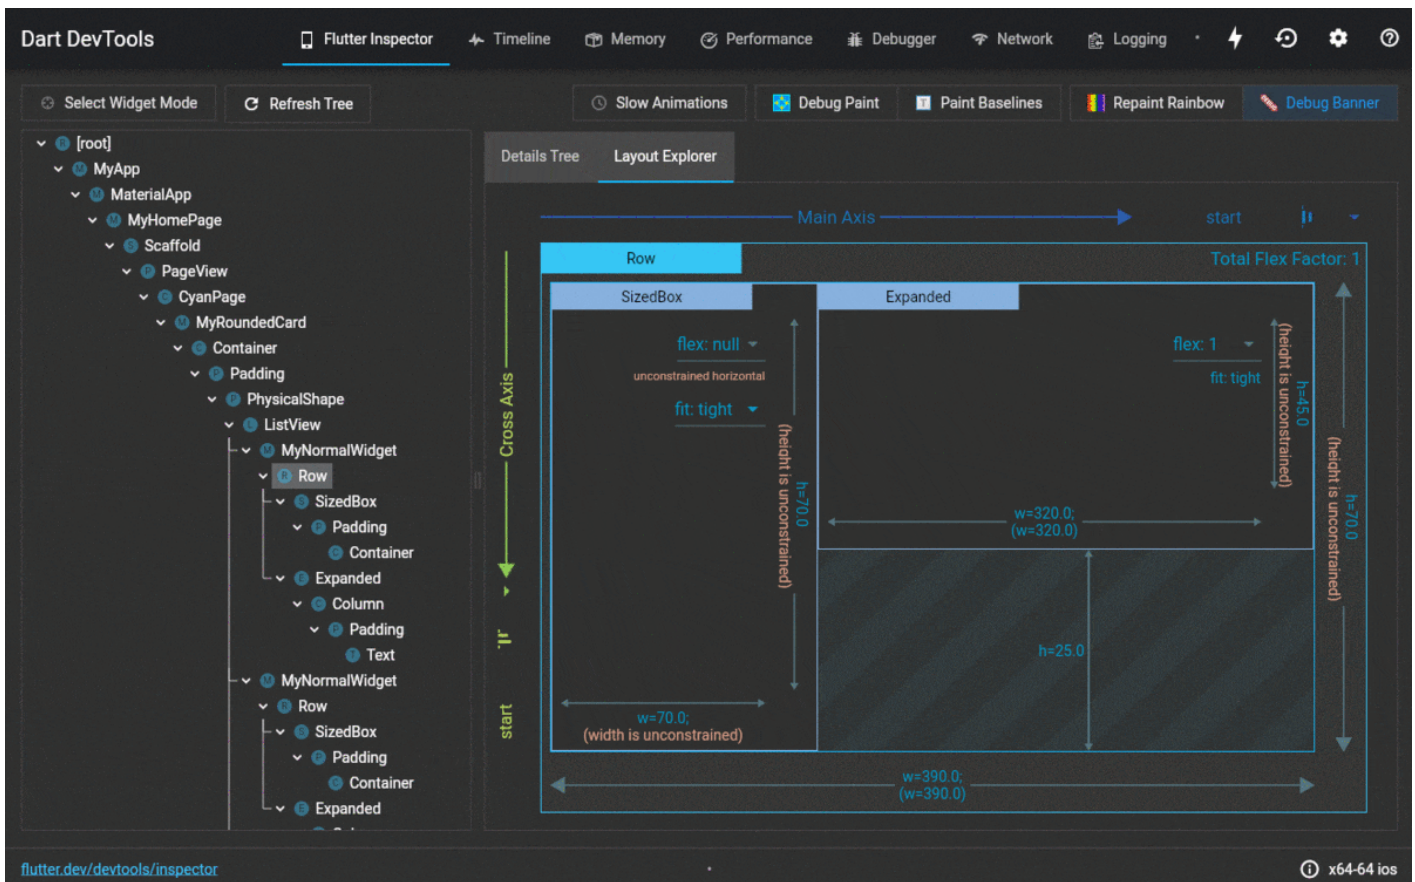 Dart DevTools
Flutter Inspector
Timeline
Memory
Performance
Debugger
Network
Logging
Select Widget Mode
Refresh Tree
Slow Animations
Debug Paint
Paint Baselines
Repaint Rainbow
Debug Banner
[root]
MyApp
MaterialApp
MyHomePage
Scaffold
PageView
CyanPage
MyRoundedCard
Container
Padding
PhysicalShape
ListView
MyNormalWidget
Row
SizedBox
Padding
Container
Expanded
Column
Padding
Text
MyNormalWidget
Row
SizedBox
Padding
Container
Expanded
Details Tree
Layout Explorer
Main Axis
start
Cross Axis
start
Row
Total Flex Factor: 1
SizedBox
flex: null
unconstrained horizontal
fit: tight
h=70.0
(height is unconstrained)
w=70.0;
(width is unconstrained)
Expanded
flex: 1
fit: tight
h=45.0
(height is unconstrained)
w=320.0;
(w=320.0)
h=25.0
h=70.0
(height is unconstrained)
w=390.0;
(w=390.0)
flutter.dev/devtools/inspector
x64-64 ios